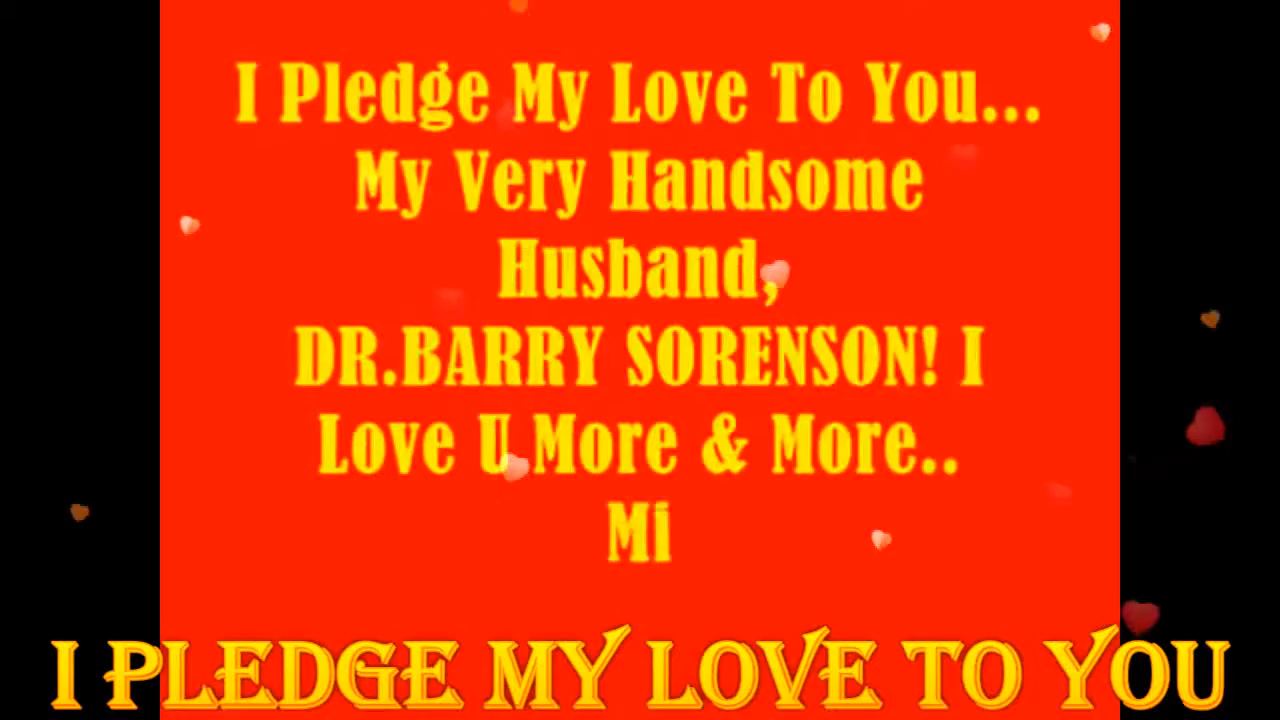 I Pledge My Love To You...
My Very Handsome
Husband,
DR.BARRY SORENSON! I
Love U More & More..
Mi
I PLEDGE MY LOVE TO YOU